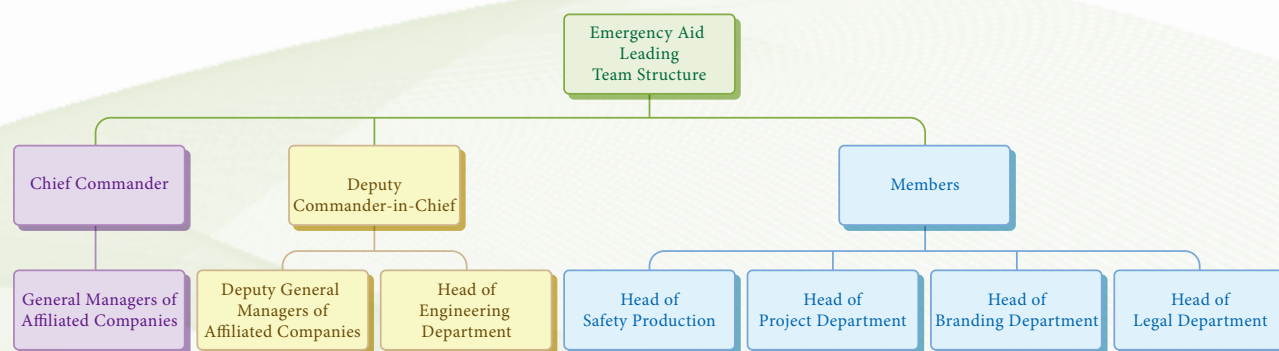 Emergency Aid
Leading
Team Structure
Chief Commander
Deputy
Commander-in-Chief
Members
General Managers of
Affiliated Companies
Deputy General
Managers of
Affiliated Companies
Head of
Engineering
Department
Head of
Safety Production
Head of
Project Department
Head of
Branding Department
Head of
Legal Department